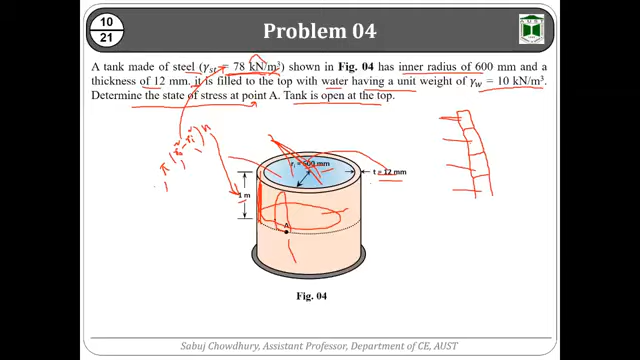 10
21
Problem 04
A tank made of steel (γst = 78 kN/m³) shown in Fig. 04 has inner radius of 600 mm and a
thickness of 12 mm. it is filled to the top with water having a unit weight of γw = 10 kN/m³.
Determine the state of stress at point A. Tank is open at the top.
π (r₀² - rᵢ²) h
rᵢ = 600 mm
t = 12 mm
1 m
A
Fig. 04
Sabuj Chowdhury, Assistant Professor, Department of CE, AUST